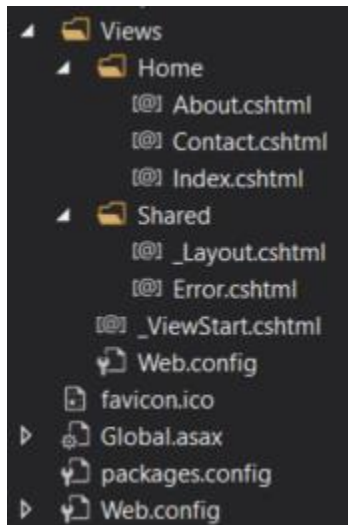 Views
Home
[@] About.cshtml
[@] Contact.cshtml
[@] Index.cshtml
Shared
[@] _Layout.cshtml
[@] Error.cshtml
[@] _ViewStart.cshtml
Web.config
favicon.ico
Global.asax
packages.config
Web.config